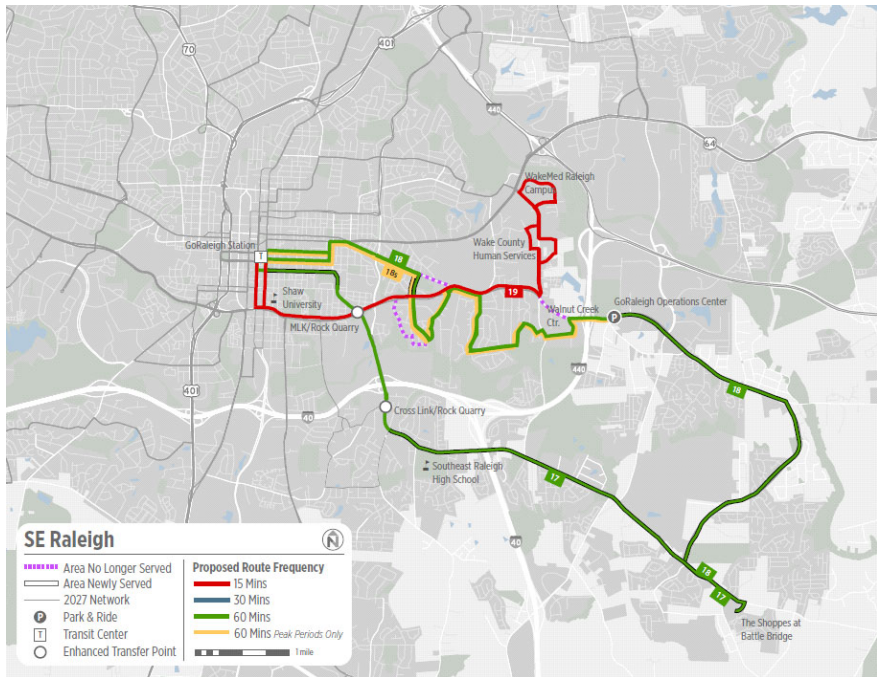 401
70
440
64
WakeMed Raleigh
Campus
GoRaleigh Station
T
18
18s
Wake County
Human Services
19
Shaw
University
MLK/Rock Quarry
Walnut Creek
Ctr.
GoRaleigh Operations Center
P
18
440
401
40
Cross Link/Rock Quarry
Southeast Raleigh
High School
17
40
18
17
The Shoppes at
Battle Bridge
SE Raleigh
N
Area No Longer Served
Area Newly Served
2027 Network
P Park & Ride
T Transit Center
Enhanced Transfer Point
Proposed Route Frequency
15 Mins
30 Mins
60 Mins
60 Mins Peak Periods Only
1 mile